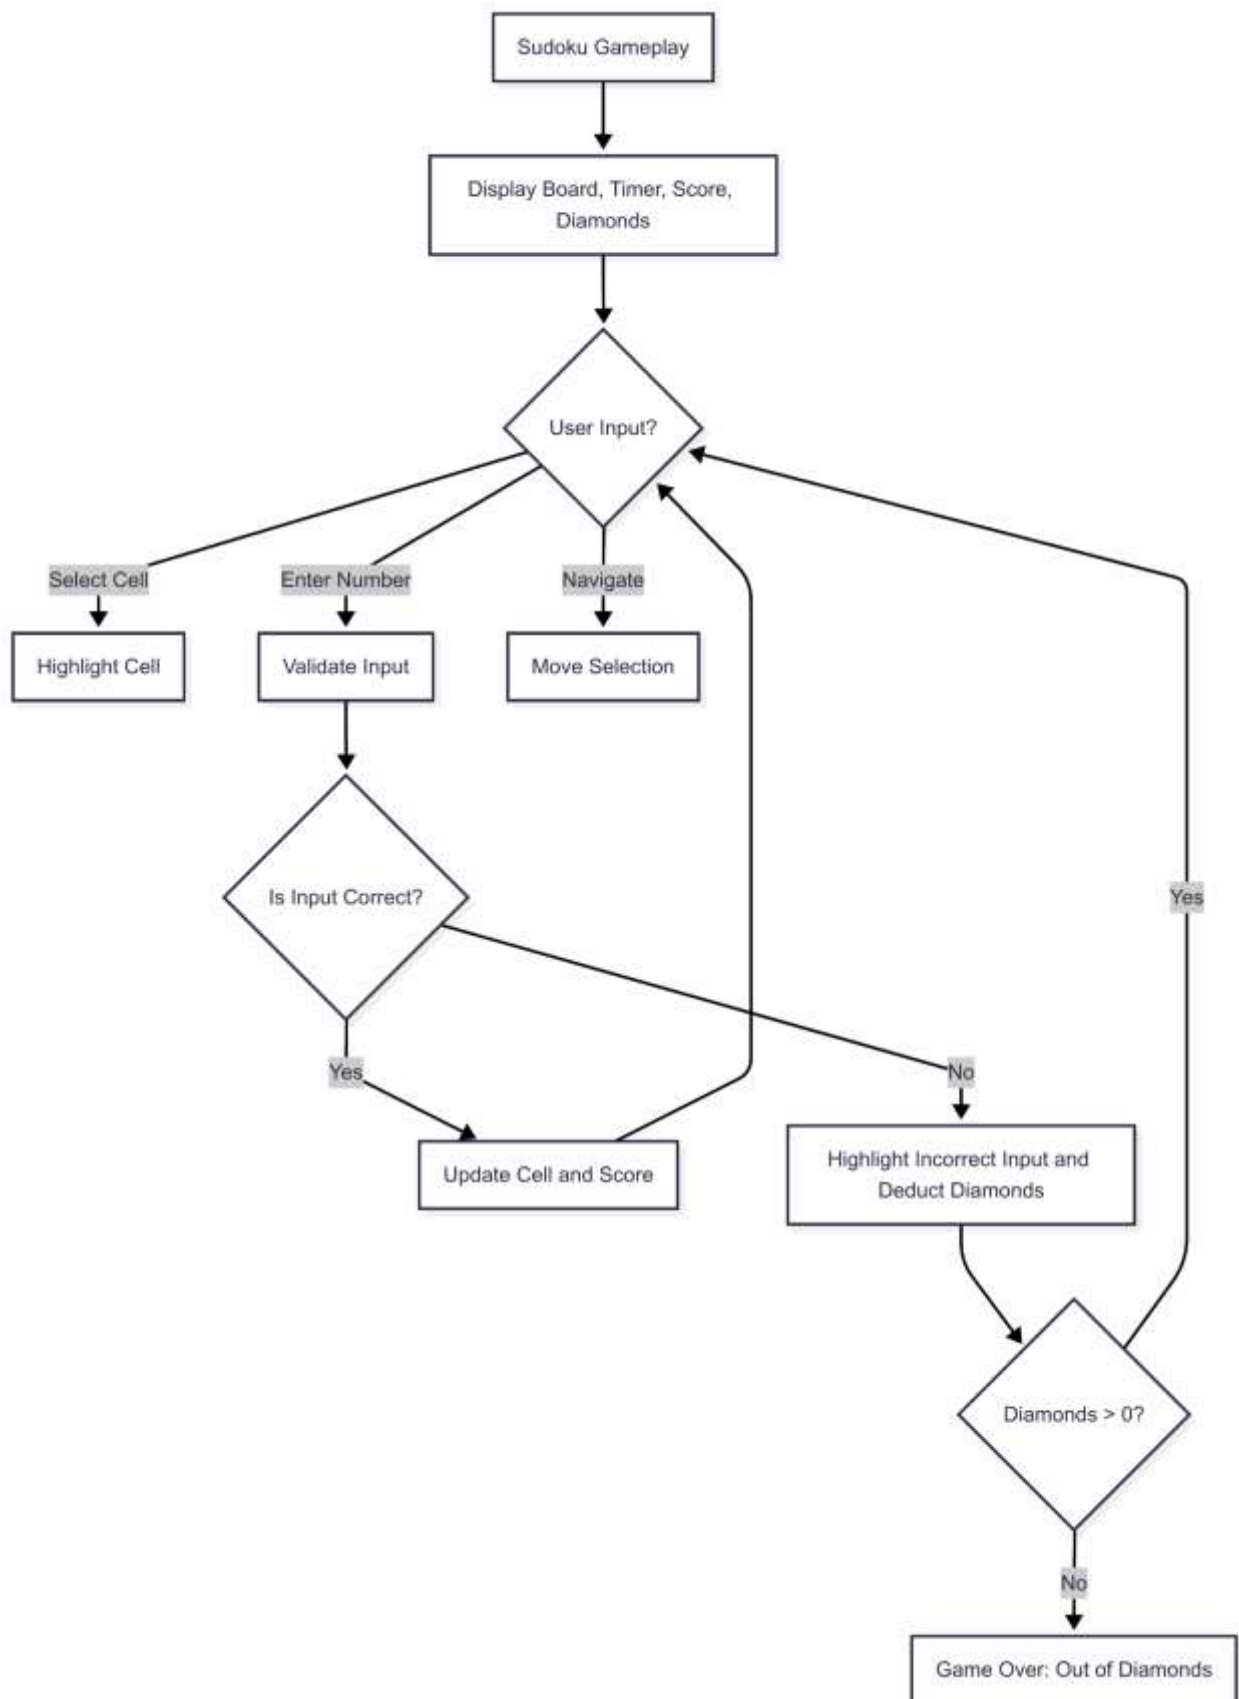 Sudoku Gameplay
Display Board, Timer, Score,
Diamonds
User Input?
Select Cell
Enter Number
Navigate
Highlight Cell
Validate Input
Move Selection
Is Input Correct?
Yes
Yes
No
Update Cell and Score
Highlight Incorrect Input and
Deduct Diamonds
Diamonds > 0?
No
Game Over: Out of Diamonds